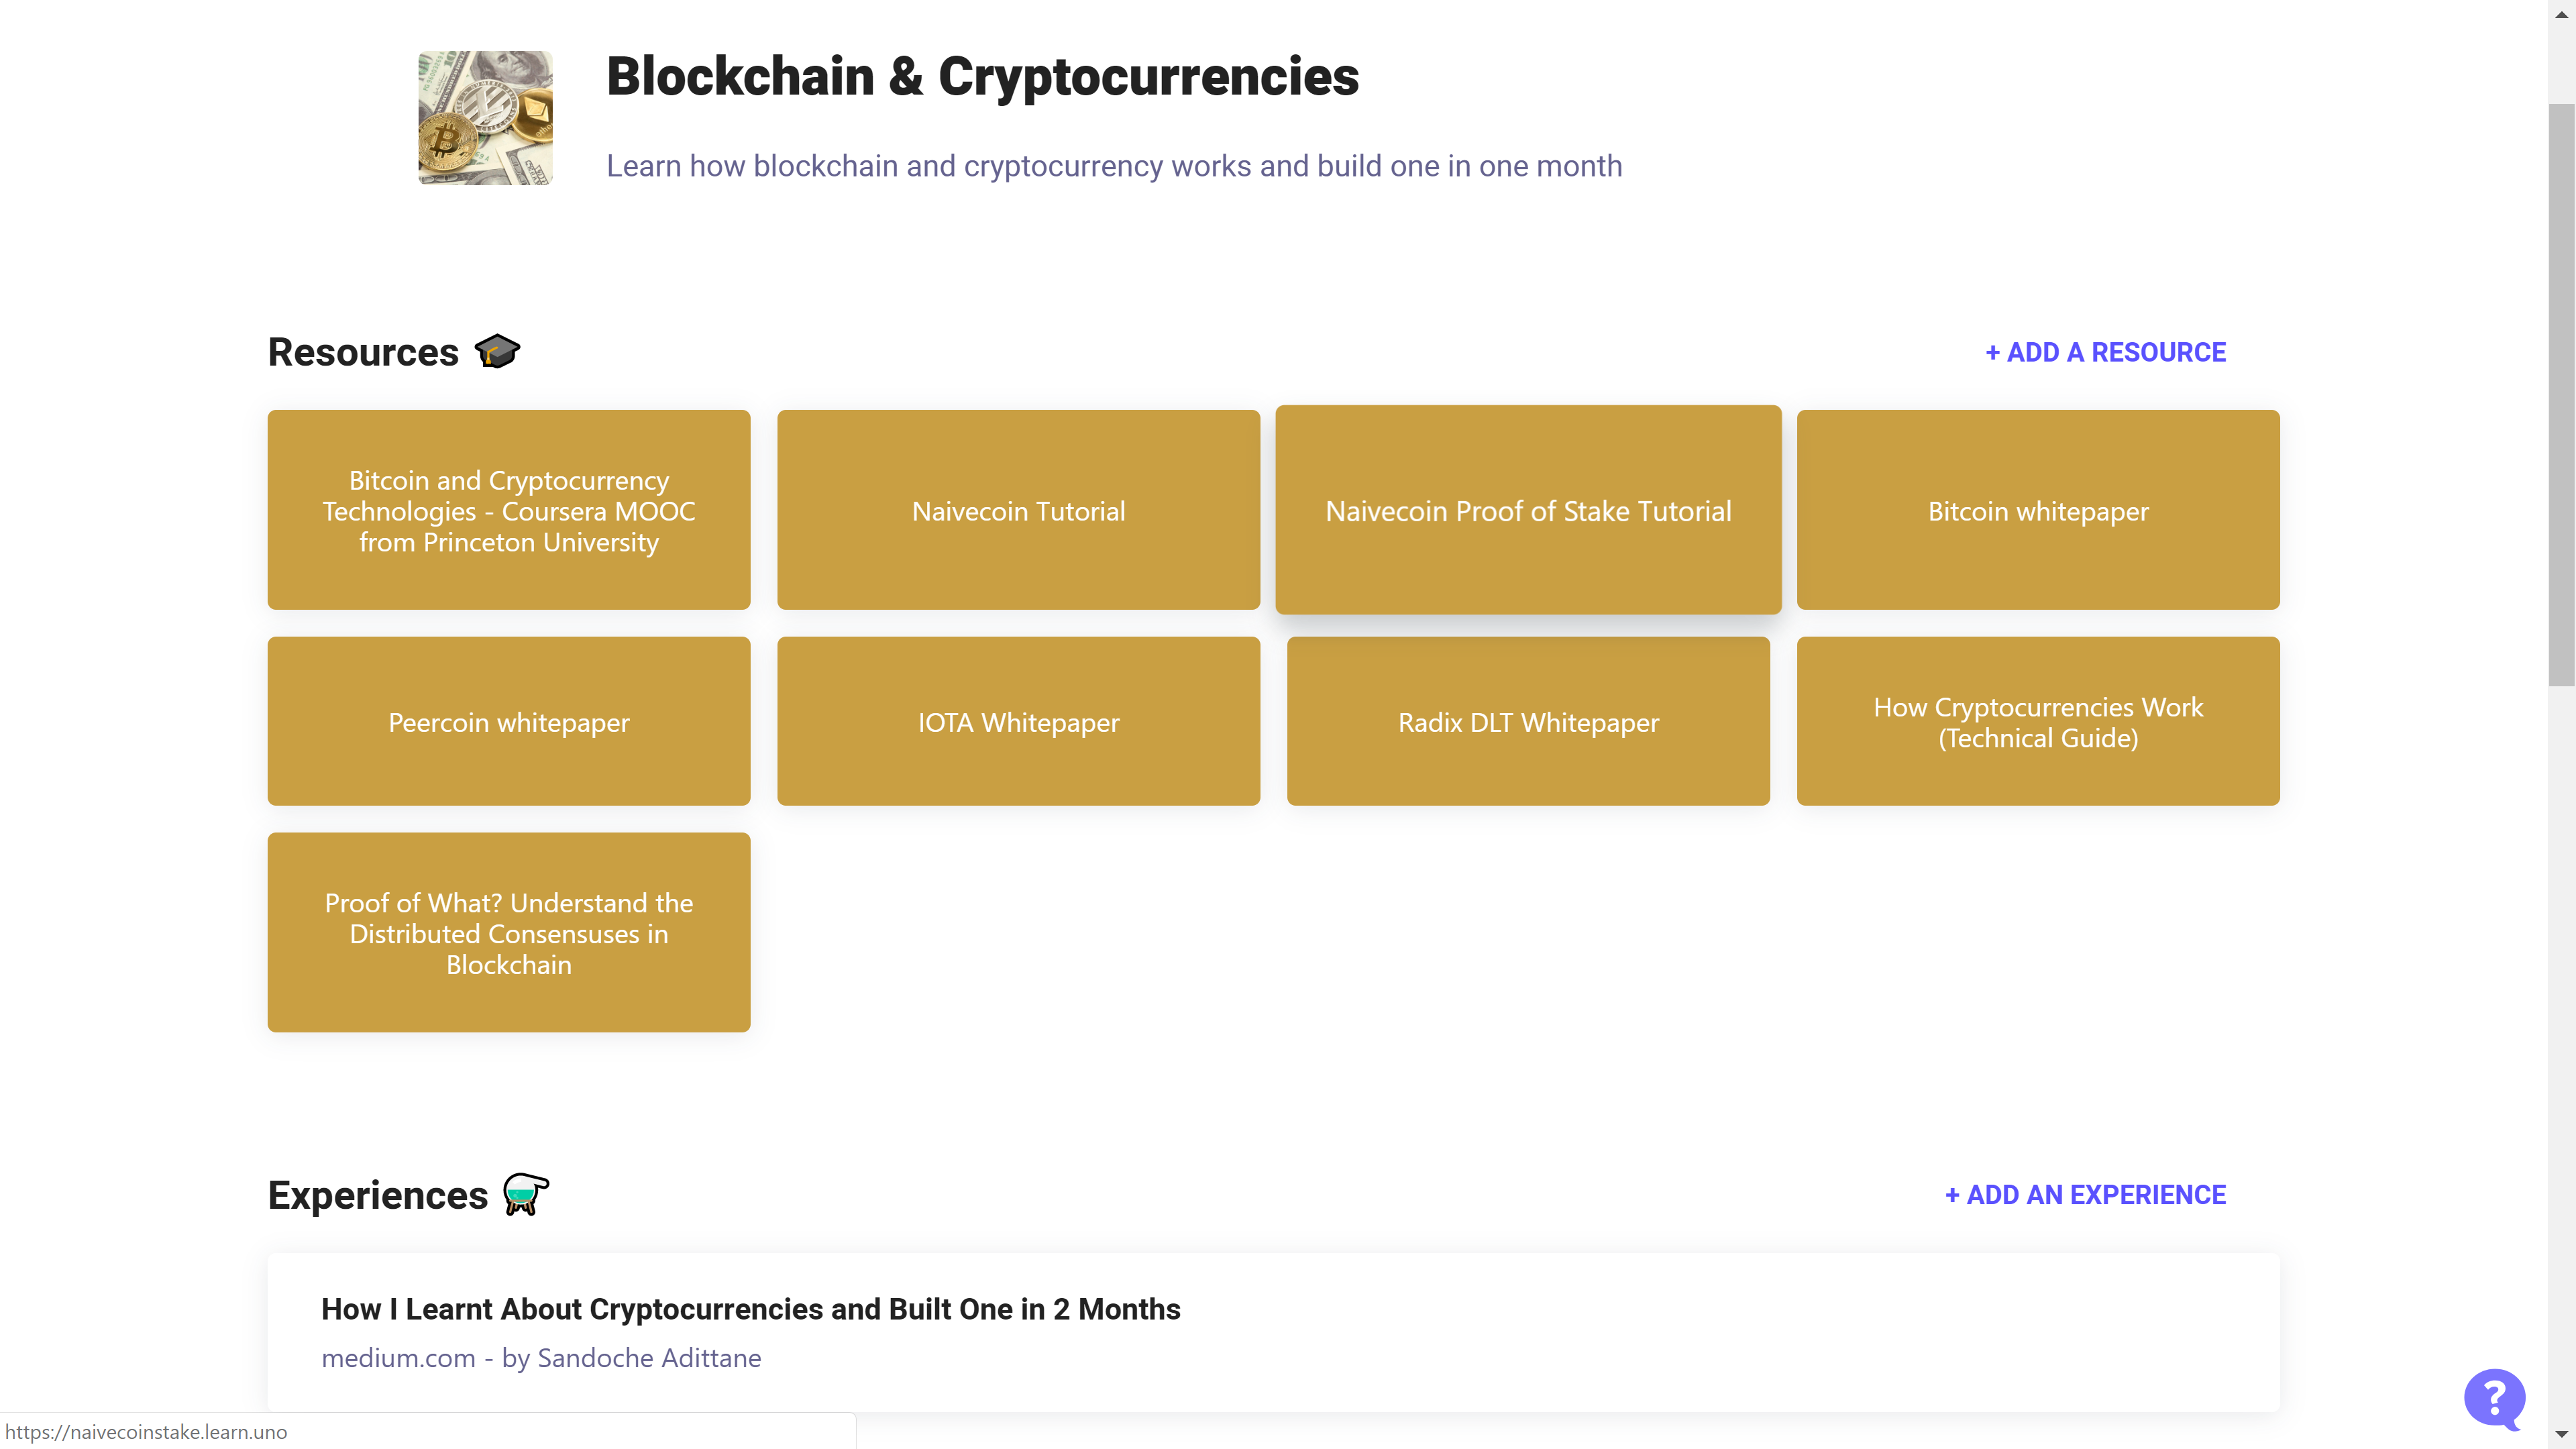 Blockchain & Cryptocurrencies
Learn how blockchain and cryptocurrency works and build one in one month
Resources
+ ADD A RESOURCE
Bitcoin and Cryptocurrency
Technologies - Coursera MOOC
from Princeton University
Naivecoin Tutorial
Naivecoin Proof of Stake Tutorial
Bitcoin whitepaper
Peercoin whitepaper
IOTA Whitepaper
Radix DLT Whitepaper
How Cryptocurrencies Work
(Technical Guide)
Proof of What? Understand the
Distributed Consensuses in
Blockchain
Experiences
+ ADD AN EXPERIENCE
How I Learnt About Cryptocurrencies and Built One in 2 Months
medium.com - by Sandoche Adittane
https://naivecoinstake.learn.uno
?